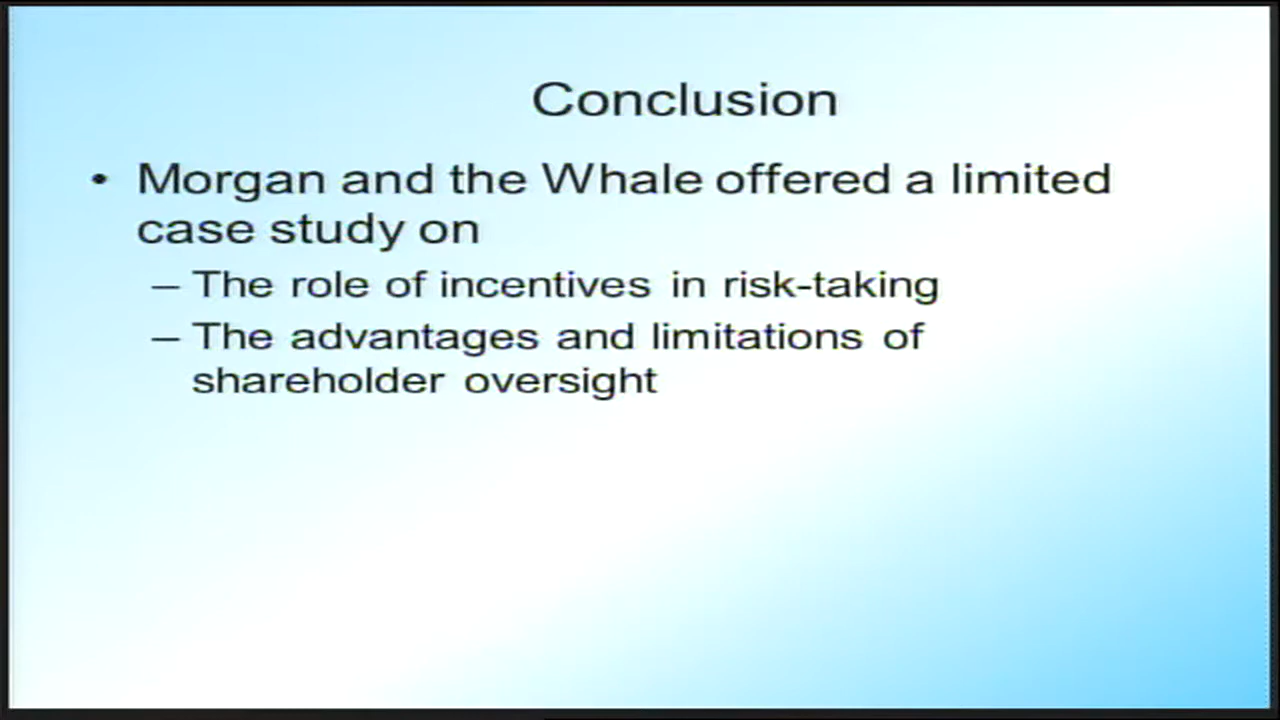 Conclusion
• Morgan and the Whale offered a limited
case study on
– The role of incentives in risk-taking
– The advantages and limitations of
shareholder oversight